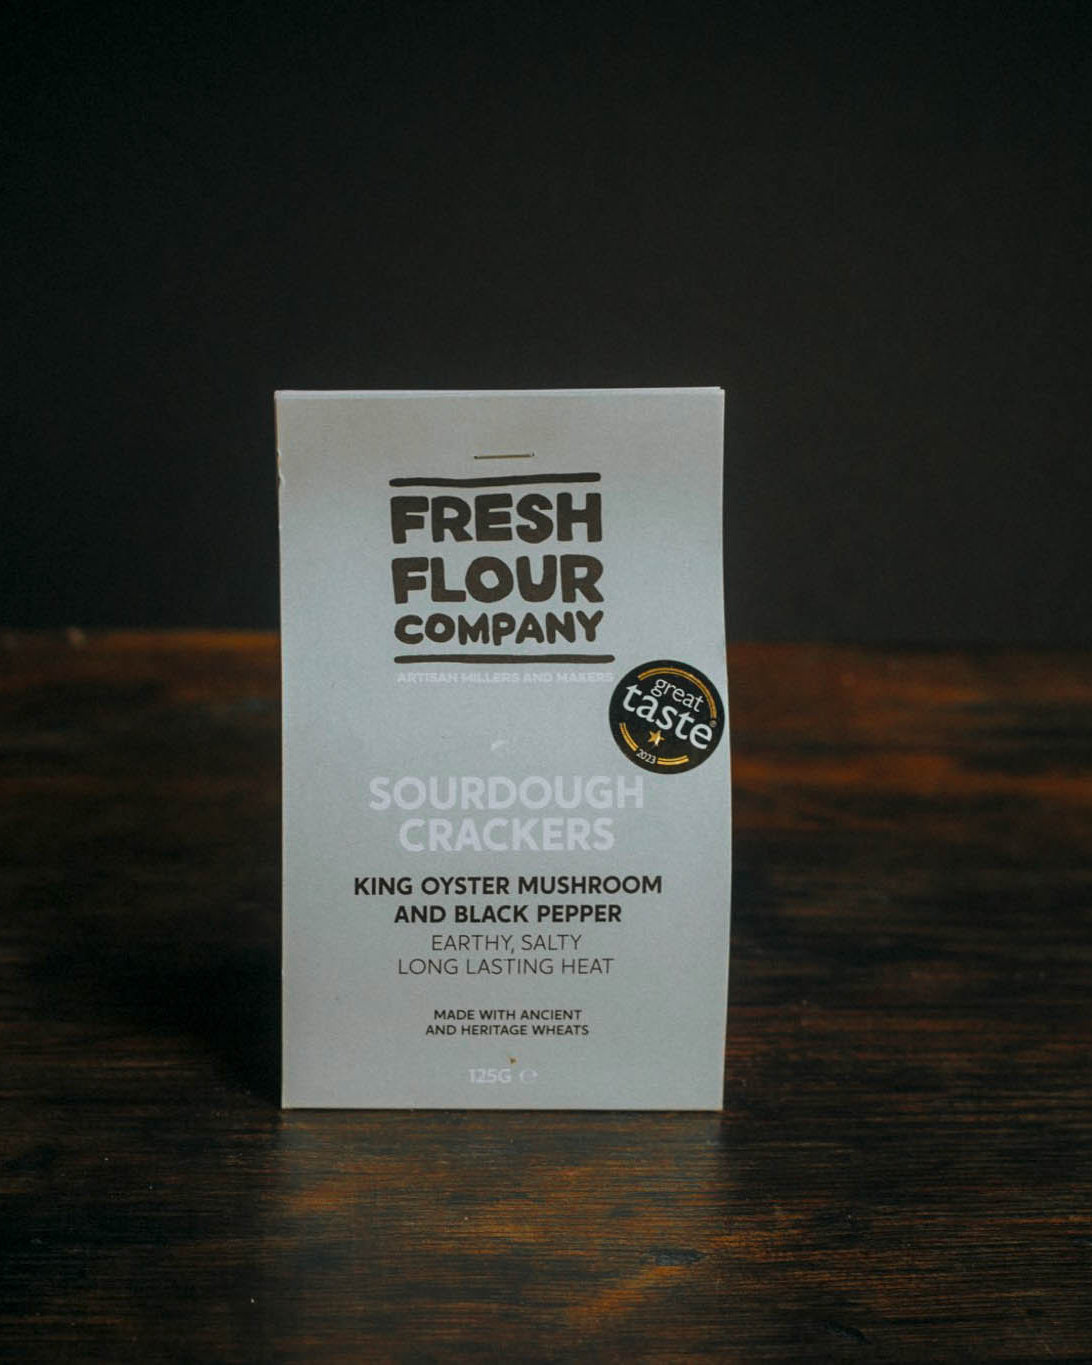 FRESH
FLOUR
COMPANY
ARTISAN MILLERS AND MAKERS
great
taste®
2023
SOURDOUGH
CRACKERS
KING OYSTER MUSHROOM
AND BLACK PEPPER
EARTHY, SALTY
LONG LASTING HEAT
MADE WITH ANCIENT
AND HERITAGE WHEATS
125G ℮